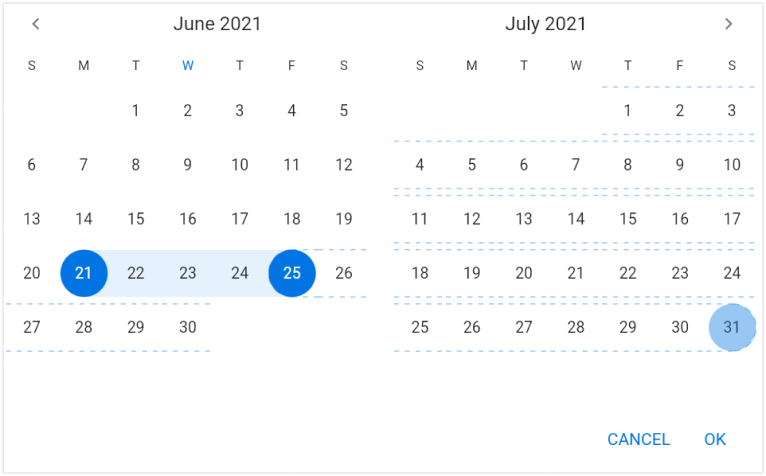 June 2021
S M T W T F S
1 2 3 4 5
6 7 8 9 10 11 12
13 14 15 16 17 18 19
20 21 22 23 24 25 26
27 28 29 30
July 2021
S M T W T F S
1 2 3
4 5 6 7 8 9 10
11 12 13 14 15 16 17
18 19 20 21 22 23 24
25 26 27 28 29 30 31
CANCEL OK